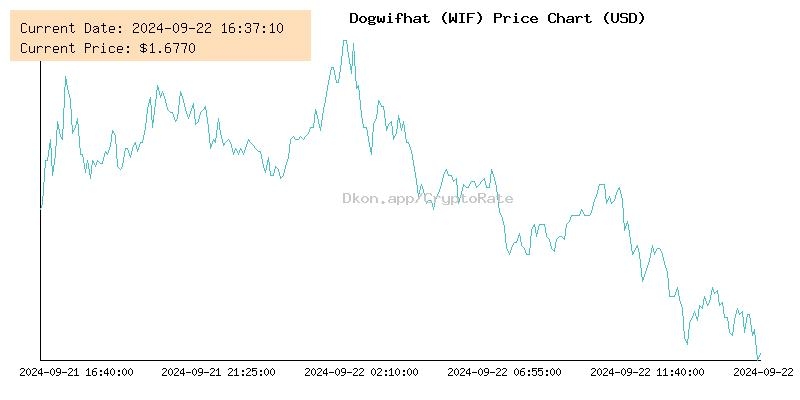 Dogwifhat (WIF) Price Chart (USD)
Current Date: 2024-09-22 16:37:10
Current Price: $1.6770
Dkon.app/CryptoRate
2024-09-21 16:40:00 2024-09-21 21:25:00 2024-09-22 02:10:00 2024-09-22 06:55:00 2024-09-22 11:40:00 2024-09-22